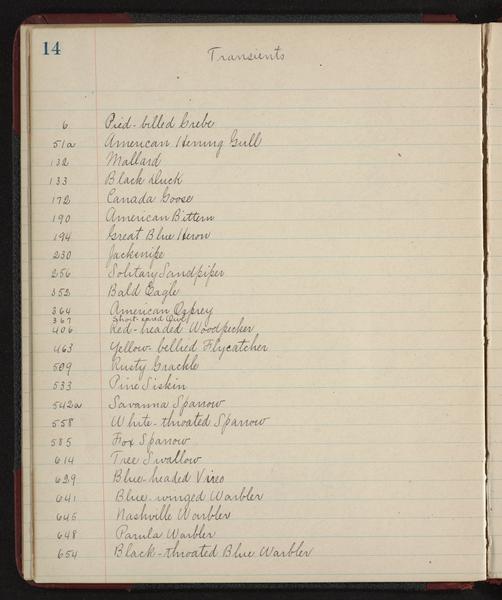 14
Transients
6 Pied-billed Grebe
51a American Herring Gull
132 Mallard
133 Black Duck
172 Canada Goose
190 American Bittern
194 Great Blue Heron
230 Jacksnipe
256 Solitary Sandpiper
352 Bald Eagle
364 American Osprey
367 Short-eared Owl
406 Red-headed Woodpecker
463 Yellow-bellied Flycatcher
509 Rusty Grackle
533 Pine Siskin
542a Savanna Sparrow
558 White-throated Sparrow
585 Fox Sparrow
614 Tree Swallow
629 Blue-headed Vireo
641 Blue-winged Warbler
645 Nashville Warbler
648 Parula Warbler
654 Black-throated Blue Warbler